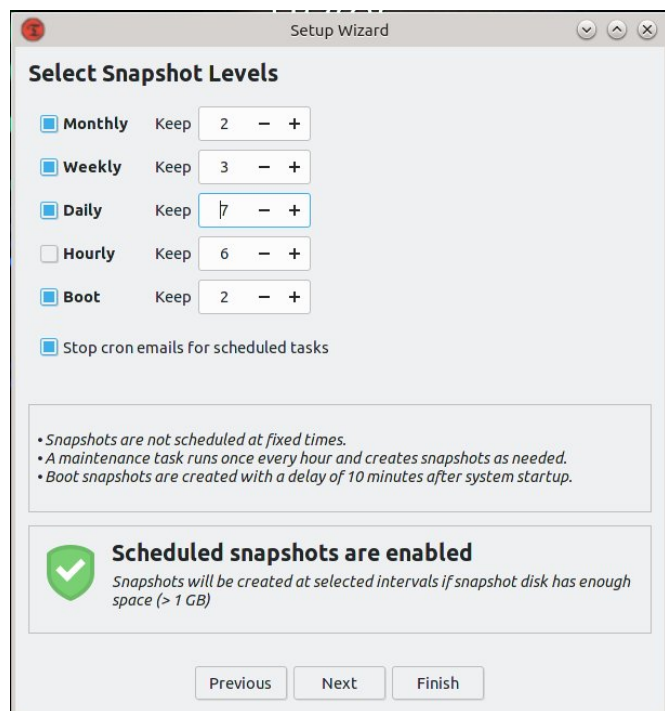 Setup Wizard
Select Snapshot Levels
Monthly Keep 2 − +
Weekly Keep 3 − +
Daily Keep 7 − +
Hourly Keep 6 − +
Boot Keep 2 − +
Stop cron emails for scheduled tasks
• Snapshots are not scheduled at fixed times.
• A maintenance task runs once every hour and creates snapshots as needed.
• Boot snapshots are created with a delay of 10 minutes after system startup.
Scheduled snapshots are enabled
Snapshots will be created at selected intervals if snapshot disk has enough
space (> 1 GB)
Previous Next Finish